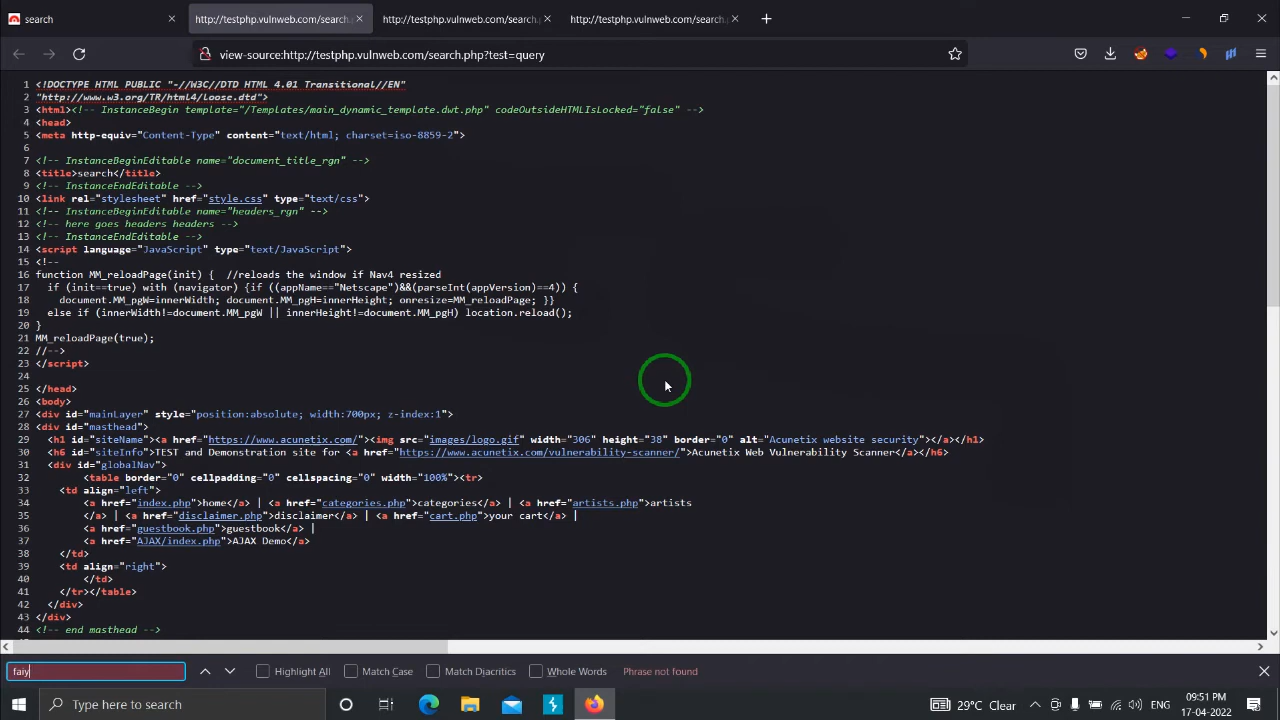 search
http://testphp.vulnweb.com/search.
http://testphp.vulnweb.com/search.p
http://testphp.vulnweb.com/search.p
view-source:http://testphp.vulnweb.com/search.php?test=query
1 <!DOCTYPE HTML PUBLIC "-//W3C//DTD HTML 4.01 Transitional//EN"
2 "http://www.w3.org/TR/html4/loose.dtd">
3 <html><!-- InstanceBegin template="/Templates/main_dynamic_template.dwt.php" codeOutsideHTMLIsLocked="false" -->
4 <head>
5 <meta http-equiv="Content-Type" content="text/html; charset=iso-8859-2">
6
7 <!-- InstanceBeginEditable name="document_title_rgn" -->
8 <title>search</title>
9 <!-- InstanceEndEditable -->
10 <link rel="stylesheet" href="style.css" type="text/css">
11 <!-- InstanceBeginEditable name="headers_rgn" -->
12 <!-- here goes headers headers -->
13 <!-- InstanceEndEditable -->
14 <script language="JavaScript" type="text/JavaScript">
15 <!--
16 function MM_reloadPage(init) {  //reloads the window if Nav4 resized
17   if (init==true) with (navigator) {if ((appName=="Netscape")&&(parseInt(appVersion)==4)) {
18     document.MM_pgW=innerWidth; document.MM_pgH=innerHeight; onresize=MM_reloadPage; }}
19   else if (innerWidth!=document.MM_pgW || innerHeight!=document.MM_pgH) location.reload();
20 }
21 MM_reloadPage(true);
22 //-->
23 </script>
24
25 </head>
26 <body>
27 <div id="mainLayer" style="position:absolute; width:700px; z-index:1">
28 <div id="masthead">
29   <h1 id="siteName"><a href="https://www.acunetix.com/"><img src="images/logo.gif" width="306" height="38" border="0" alt="Acunetix website security"></a></h1>
30   <h6 id="siteInfo">TEST and Demonstration site for <a href="https://www.acunetix.com/vulnerability-scanner/">Acunetix Web Vulnerability Scanner</a></h6>
31   <div id="globalNav">
32         <table border="0" cellpadding="0" cellspacing="0" width="100%"><tr>
33     <td align="left">
34         <a href="index.php">home</a> | <a href="categories.php">categories</a> | <a href="artists.php">artists
35         </a> | <a href="disclaimer.php">disclaimer</a> | <a href="cart.php">your cart</a> |
36         <a href="guestbook.php">guestbook</a> |
37         <a href="AJAX/index.php">AJAX Demo</a>
38     </td>
39     <td align="right">
40         </td>
41     </tr></table>
42   </div>
43 </div>
44 <!-- end masthead -->
faiy
Highlight All
Match Case
Match Diacritics
Whole Words
Phrase not found
Type here to search
29°C Clear
ENG
09:51 PM
17-04-2022